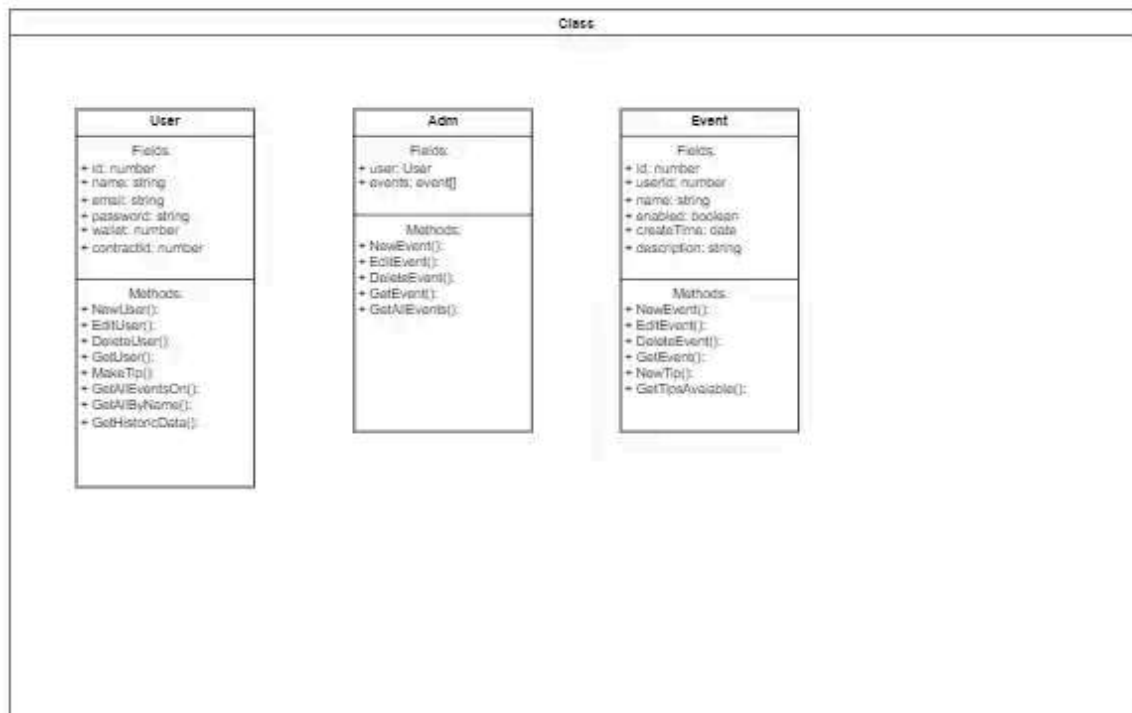 Class
User
Fields:
+ id: number
+ name: string
+ email: string
+ password: string
+ wallet: number
+ contractId: number
Methods:
+ NewUser():
+ EditUser():
+ DeleteUser()
+ GetUser():
+ MakeTip()
+ GetAllEventsOn():
+ GetAllByName():
+ GetHistoricData():
Adm
Fields:
+ user: User
+ events: event[]
Methods:
+ NewEvent():
+ EditEvent():
+ DeleteEvent():
+ GetEvent():
+ GetAllEvents():
Event
Fields:
+ id: number
+ userId: number
+ name: string
+ enabled: boolean
+ createTime: date
+ description: string
Methods:
+ NewEvent():
+ EditEvent():
+ DeleteEvent():
+ GetEvent():
+ NewTip():
+ GetTipsAvaiable():